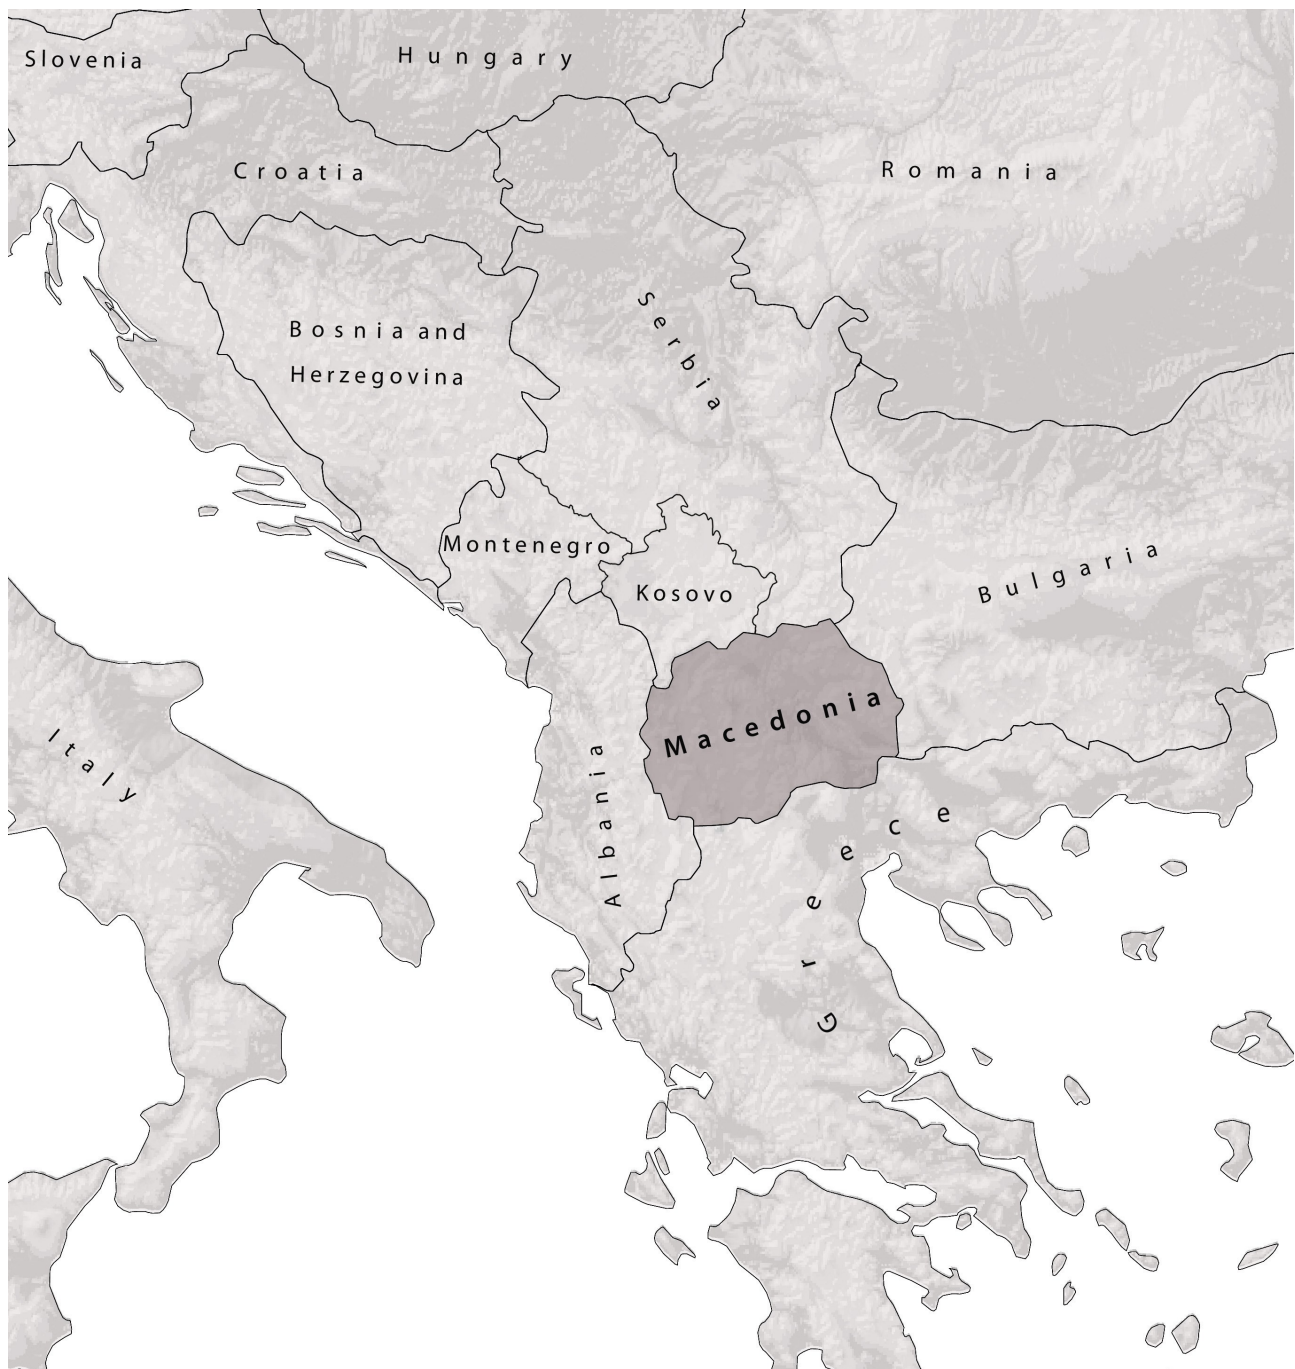 Slovenia
Hungary
Croatia
Romania
Serbia
Bosnia and
Herzegovina
Montenegro
Kosovo
Bulgaria
Macedonia
Italy
Albania
Greece